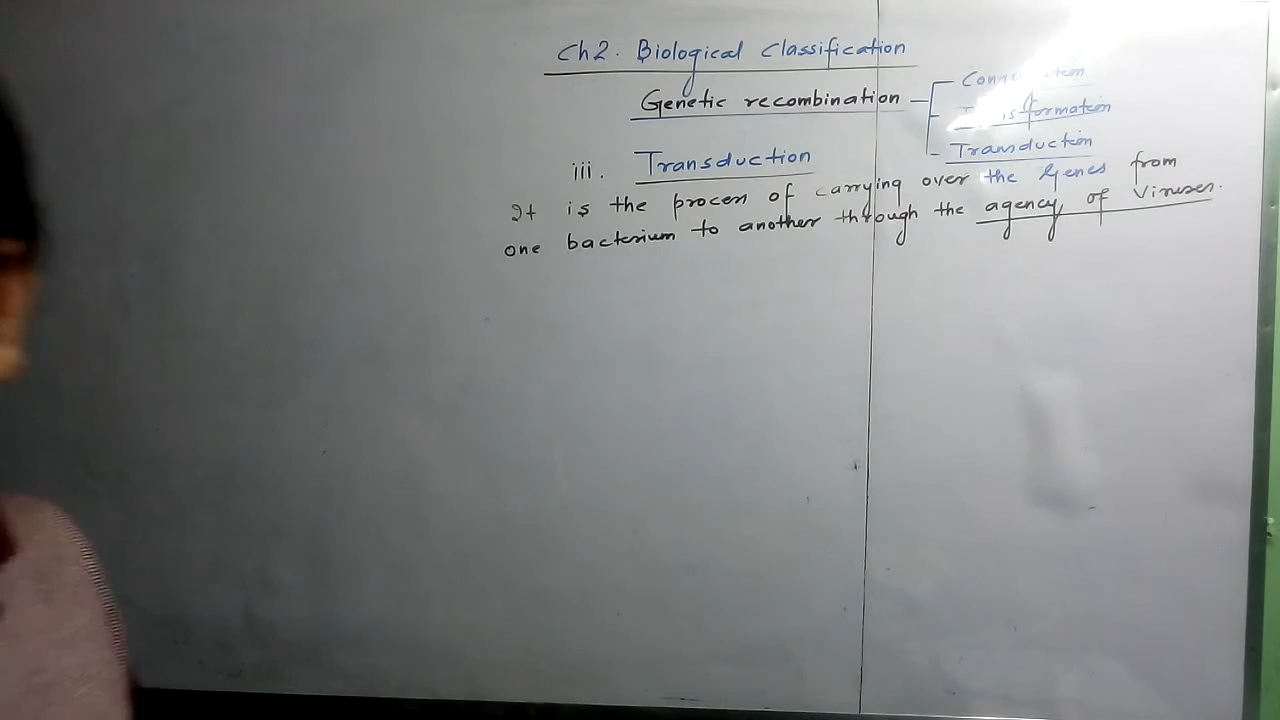 Ch2. Biological Classification
Genetic recombination
Transduction
iii. Transduction
It is the process of carrying over the Genes from
one bacterium to another through the agency of Viruses.